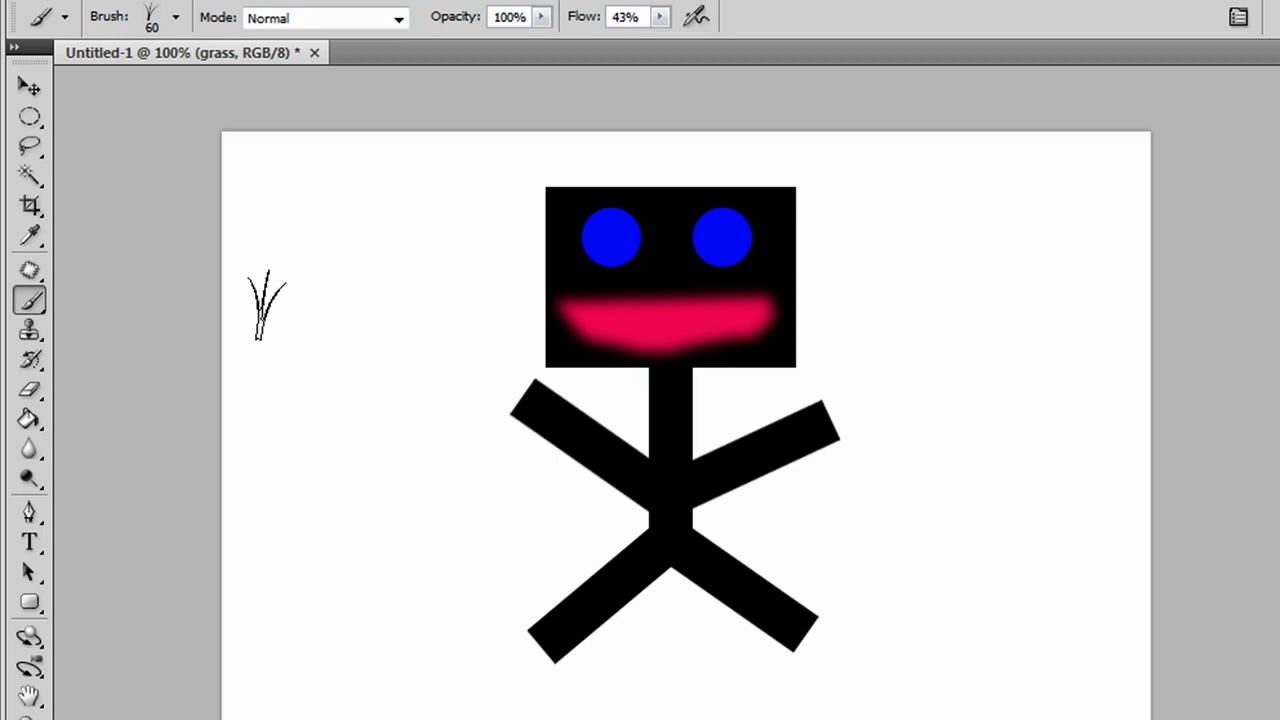 Brush: 60 Mode: Normal Opacity: 100% Flow: 43%
Untitled-1 @ 100% (grass, RGB/8) * ×
T